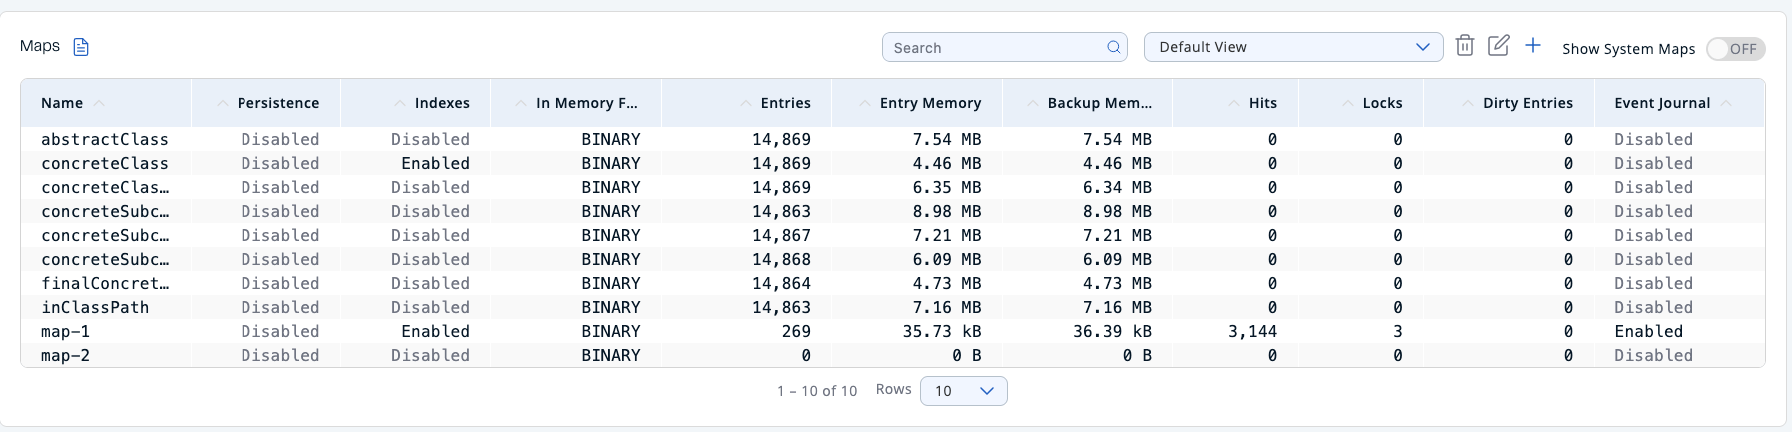 Maps Search Default View Show System Maps OFF
Name Persistence Indexes In Memory F... Entries Entry Memory Backup Mem... Hits Locks Dirty Entries Event Journal
abstractClass Disabled Disabled BINARY 14,869 7.54 MB 7.54 MB 0 0 0 Disabled
concreteClass Disabled Enabled BINARY 14,869 4.46 MB 4.46 MB 0 0 0 Disabled
concreteClas… Disabled Disabled BINARY 14,869 6.35 MB 6.34 MB 0 0 0 Disabled
concreteSubc… Disabled Disabled BINARY 14,863 8.98 MB 8.98 MB 0 0 0 Disabled
concreteSubc… Disabled Disabled BINARY 14,867 7.21 MB 7.21 MB 0 0 0 Disabled
concreteSubc… Disabled Disabled BINARY 14,868 6.09 MB 6.09 MB 0 0 0 Disabled
finalConcret… Disabled Disabled BINARY 14,864 4.73 MB 4.73 MB 0 0 0 Disabled
inClassPath Disabled Disabled BINARY 14,863 7.16 MB 7.16 MB 0 0 0 Disabled
map-1 Disabled Enabled BINARY 269 35.73 kB 36.39 kB 3,144 3 0 Enabled
map-2 Disabled Disabled BINARY 0 0 B 0 B 0 0 0 Disabled
1 – 10 of 10 Rows 10